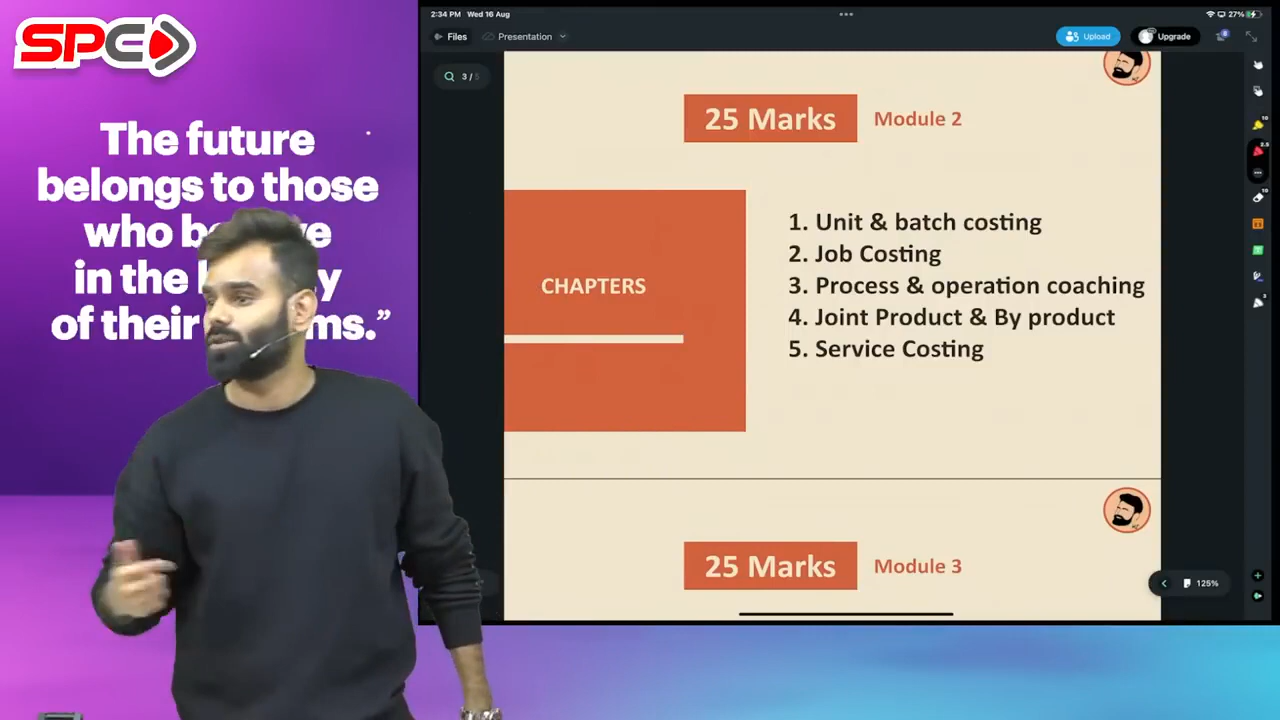 SPC
The future
belongs to those
who be ve
in the y
of their ms.”
2:34 PM Wed 16 Aug
27%
Files
Presentation
Upload
Upgrade
3 / 5
25 Marks Module 2
CHAPTERS
1. Unit & batch costing
2. Job Costing
3. Process & operation coaching
4. Joint Product & By product
5. Service Costing
25 Marks Module 3
125%